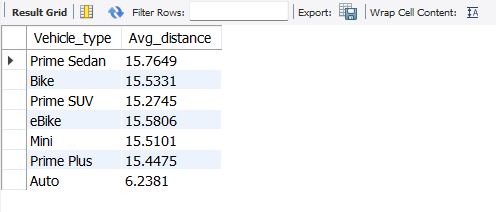 Result Grid Filter Rows: Export: Wrap Cell Content:
Vehicle_type Avg_distance
Prime Sedan 15.7649
Bike 15.5331
Prime SUV 15.2745
eBike 15.5806
Mini 15.5101
Prime Plus 15.4475
Auto 6.2381